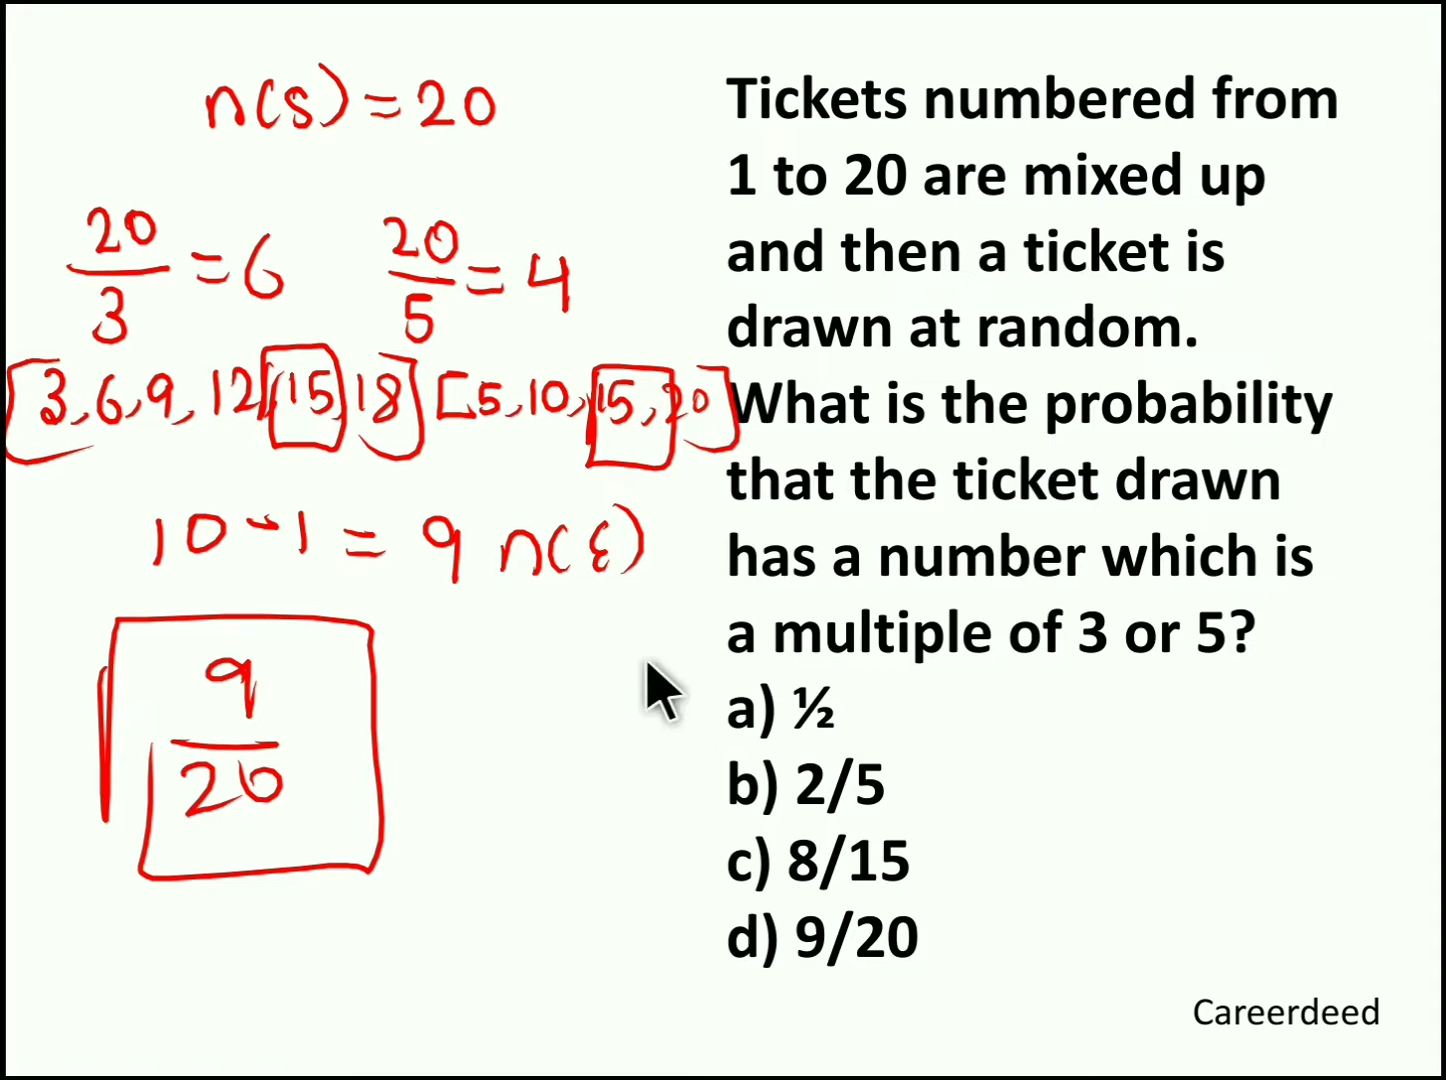 n(s) = 20
20/3 = 6 20/5 = 4
[3, 6, 9, 12, 15, 18] [5, 10, 15, 20]
10 - 1 = 9 n(ε)
9/20
Tickets numbered from
1 to 20 are mixed up
and then a ticket is
drawn at random.
What is the probability
that the ticket drawn
has a number which is
a multiple of 3 or 5?
a) ½
b) 2/5
c) 8/15
d) 9/20
Careerdeed